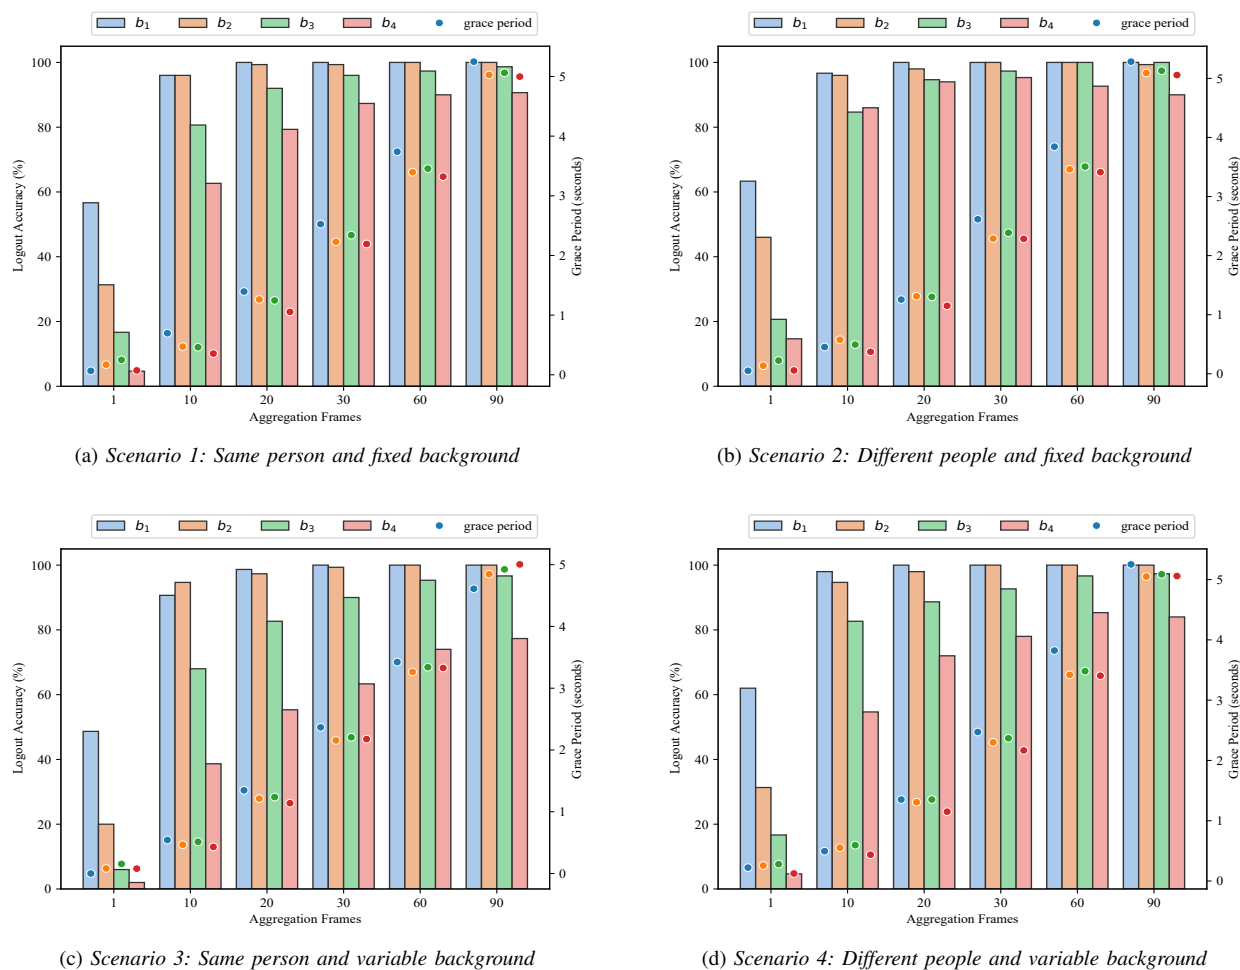 b1 b2 b3 b4 grace period
100
80
60
40
20
0
Logout Accuracy (%)
5
4
3
2
1
0
Grace Period (seconds)
1 10 20 30 60 90
Aggregation Frames
(a) Scenario 1: Same person and fixed background
b1 b2 b3 b4 grace period
100
80
60
40
20
0
Logout Accuracy (%)
5
4
3
2
1
0
Grace Period (seconds)
1 10 20 30 60 90
Aggregation Frames
(b) Scenario 2: Different people and fixed background
b1 b2 b3 b4 grace period
100
80
60
40
20
0
Logout Accuracy (%)
5
4
3
2
1
0
Grace Period (seconds)
1 10 20 30 60 90
Aggregation Frames
(c) Scenario 3: Same person and variable background
b1 b2 b3 b4 grace period
100
80
60
40
20
0
Logout Accuracy (%)
5
4
3
2
1
0
Grace Period (seconds)
1 10 20 30 60 90
Aggregation Frames
(d) Scenario 4: Different people and variable background